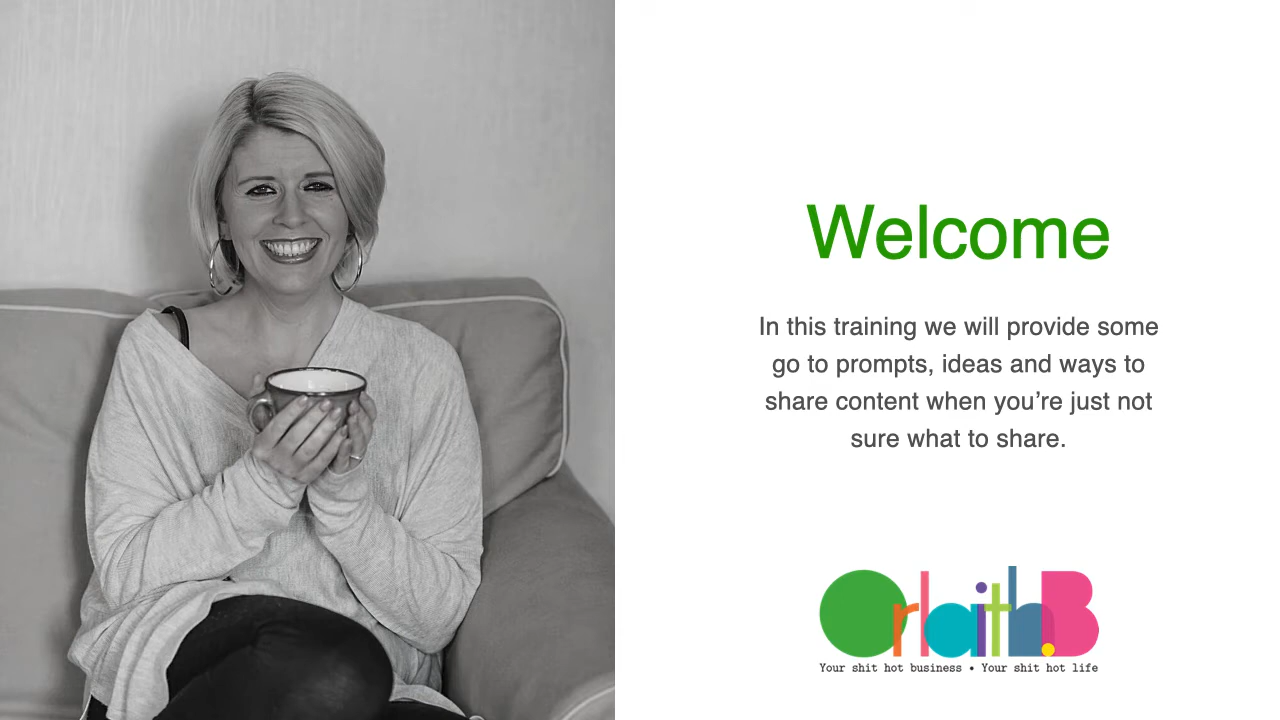 Welcome
In this training we will provide some
go to prompts, ideas and ways to
share content when you’re just not
sure what to share.
Orlaith.B
Your shit hot business • Your shit hot life